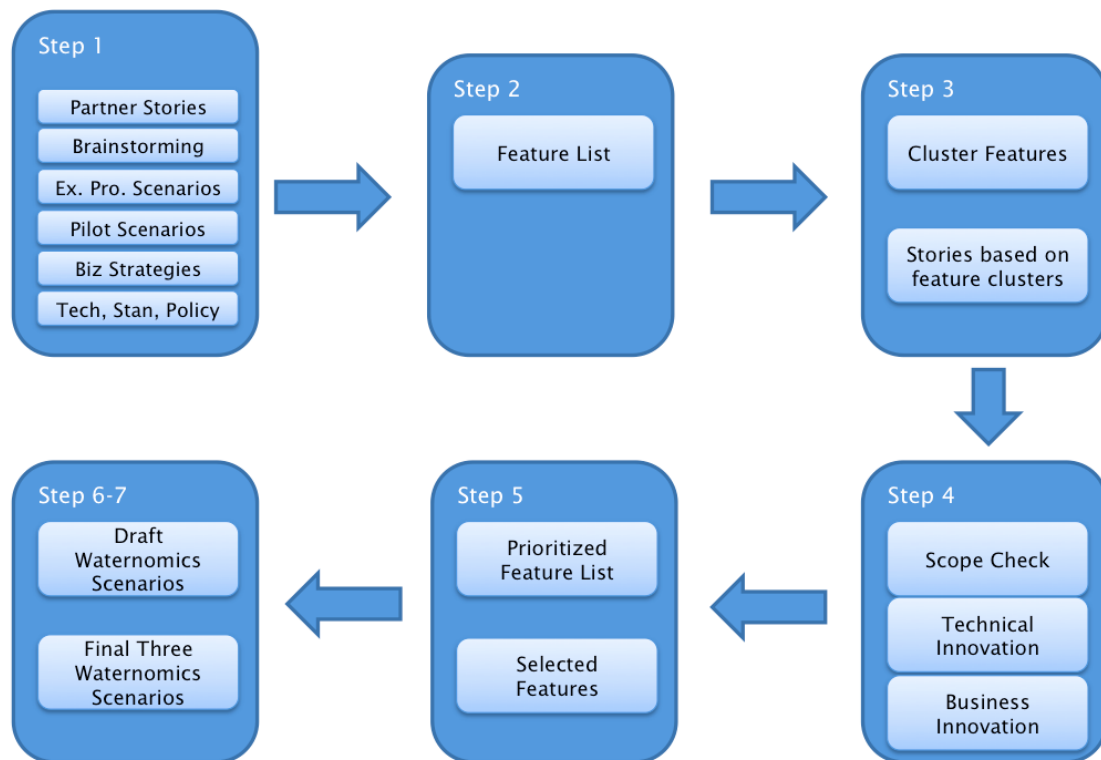 Step 1
Partner Stories
Brainstorming
Ex. Pro. Scenarios
Pilot Scenarios
Biz Strategies
Tech, Stan, Policy
Step 2
Feature List
Step 3
Cluster Features
Stories based on
feature clusters
Step 4
Scope Check
Technical
Innovation
Business
Innovation
Step 5
Prioritized
Feature List
Selected
Features
Step 6-7
Draft
Waternomics
Scenarios
Final Three
Waternomics
Scenarios